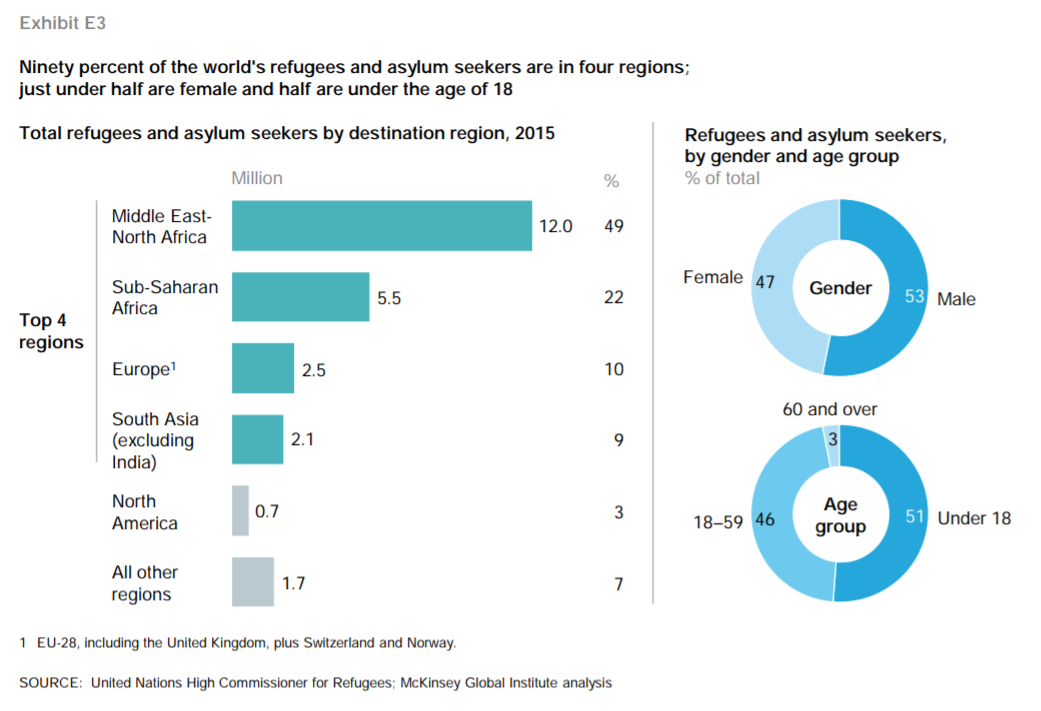 Exhibit E3
Ninety percent of the world's refugees and asylum seekers are in four regions;
just under half are female and half are under the age of 18
Total refugees and asylum seekers by destination region, 2015
Million
%
Top 4
regions
Middle East-
North Africa
12.0
49
Sub-Saharan
Africa
5.5
22
Europe1
2.5
10
South Asia
(excluding
India)
2.1
9
North
America
0.7
3
All other
regions
1.7
7
Refugees and asylum seekers,
by gender and age group
% of total
Female
47
Gender
53
Male
60 and over
3
18–59
46
Age
group
51
Under 18
1 EU-28, including the United Kingdom, plus Switzerland and Norway.
SOURCE: United Nations High Commissioner for Refugees; McKinsey Global Institute analysis